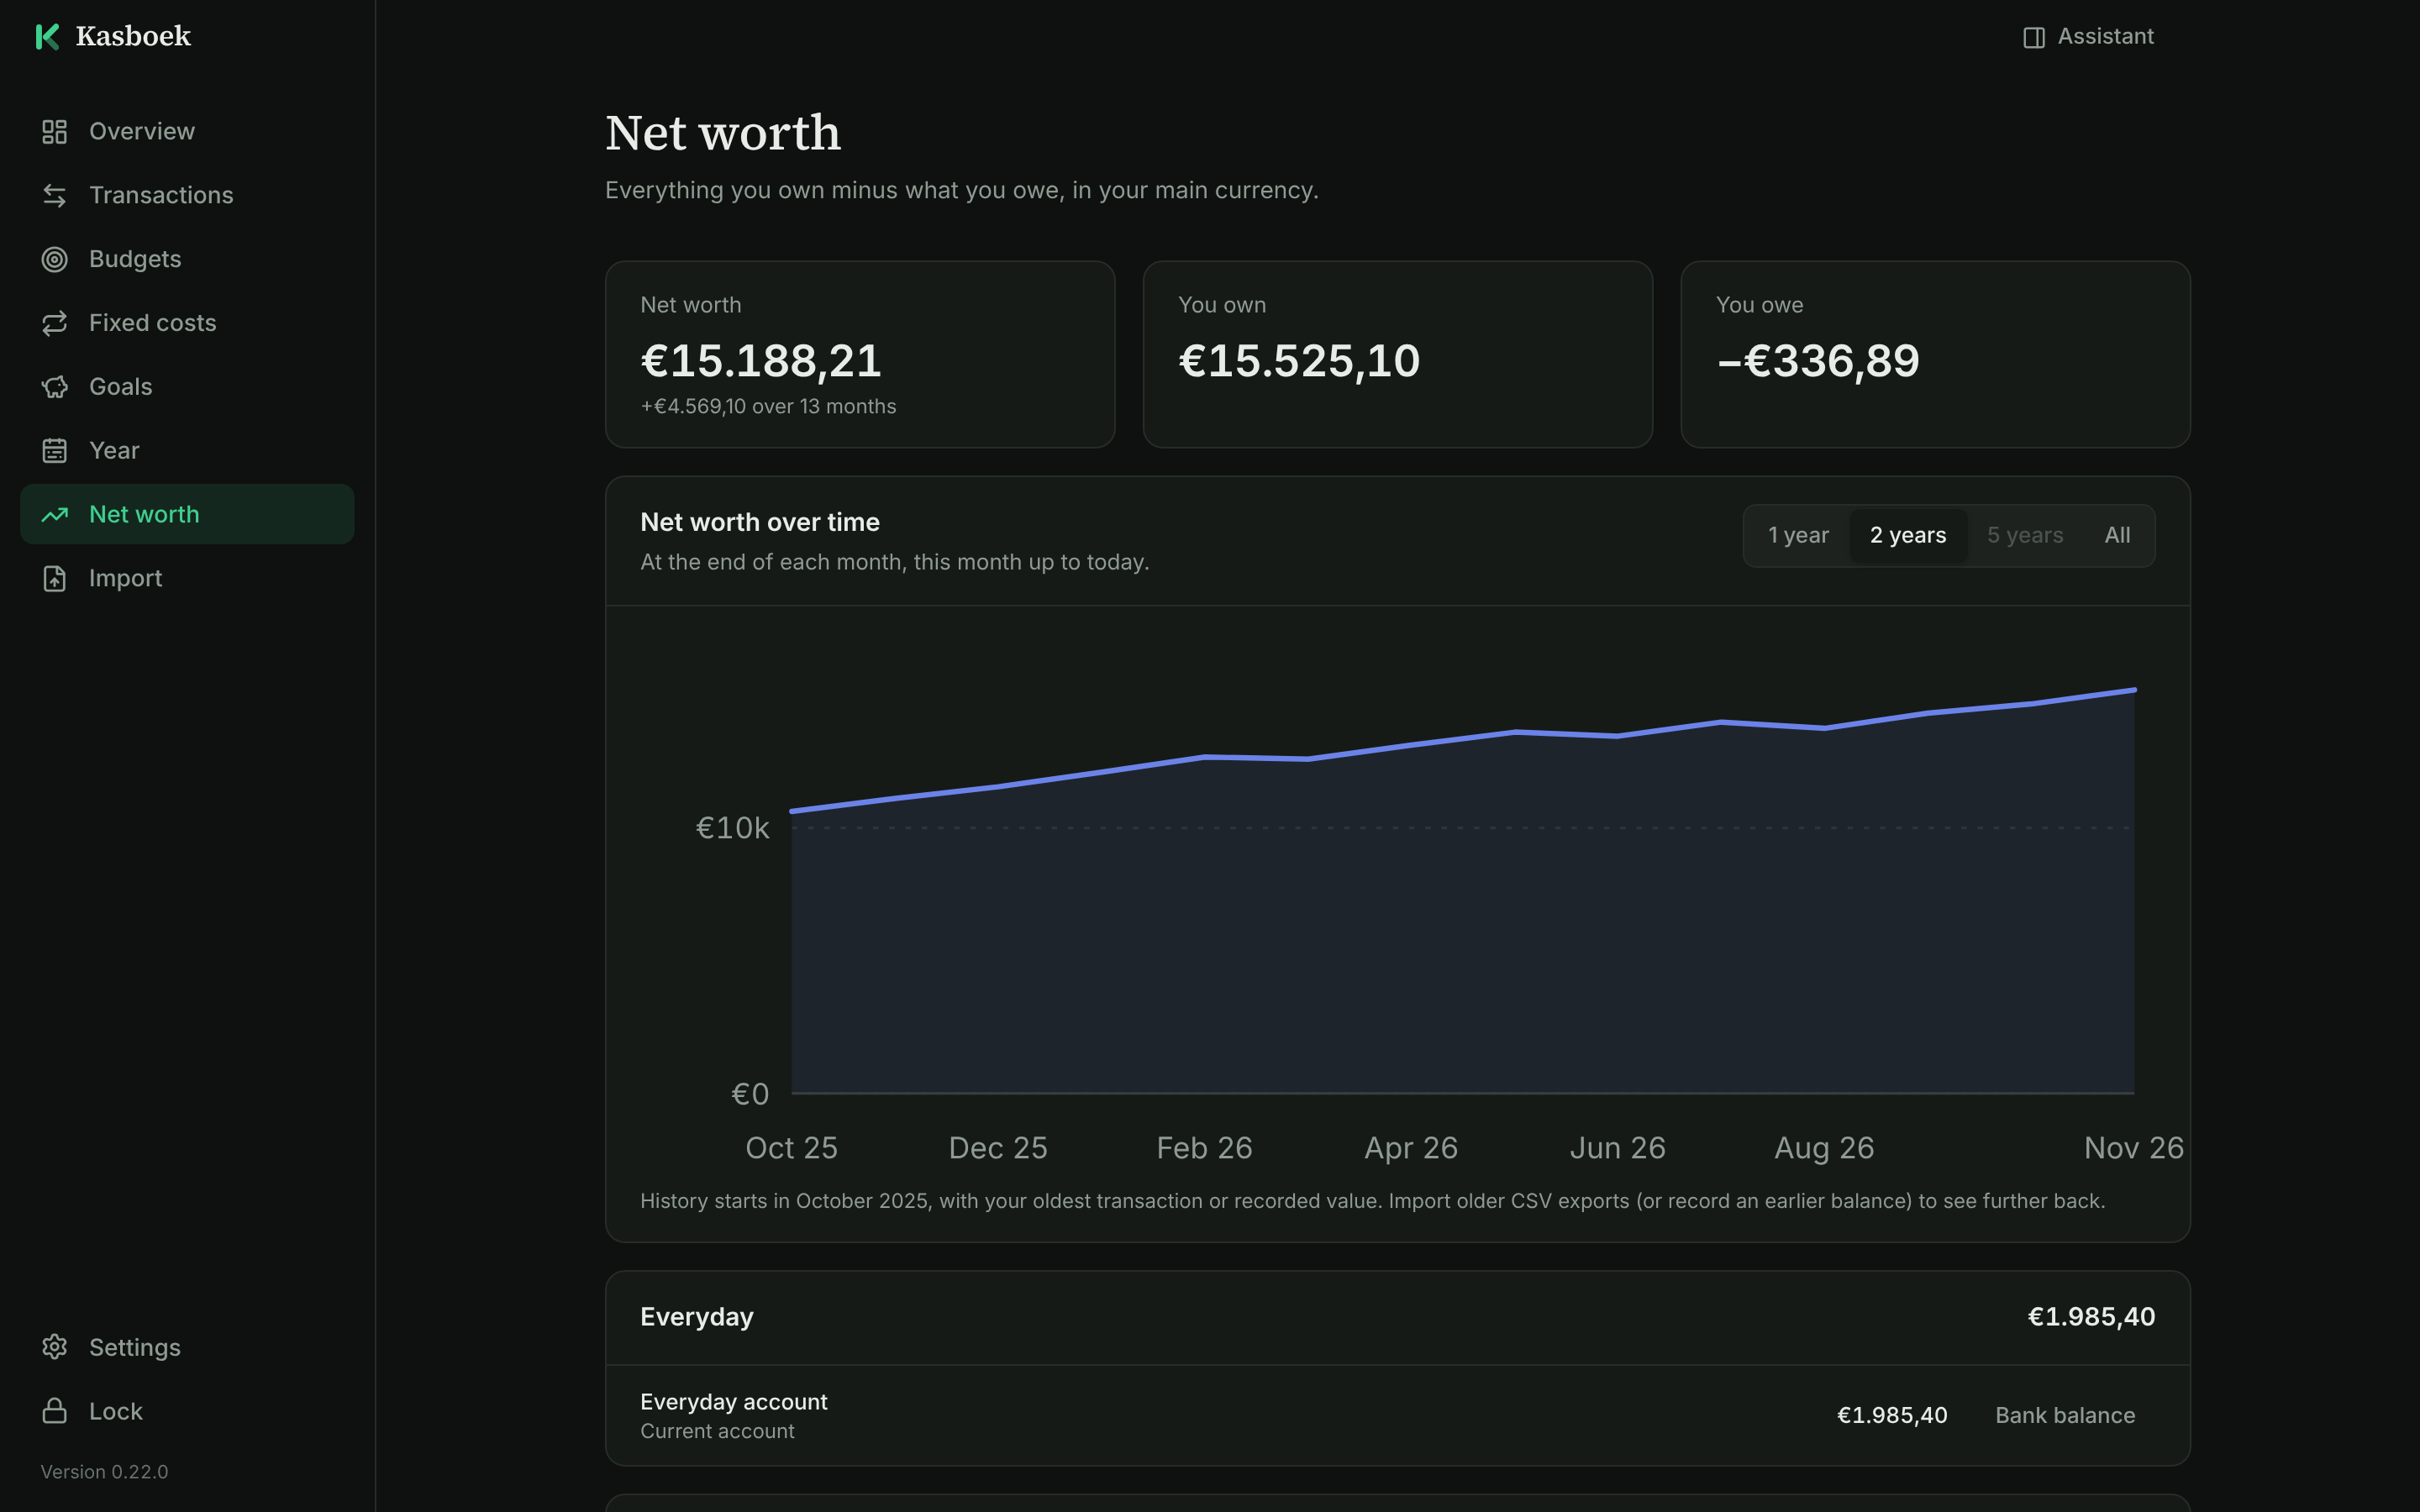 Kasboek
Assistant
Overview
Transactions
Budgets
Fixed costs
Goals
Year
Net worth
Import
Settings
Lock
Version 0.22.0
Net worth
Everything you own minus what you owe, in your main currency.
Net worth
€15.188,21
+€4.569,10 over 13 months
You own
€15.525,10
You owe
−€336,89
Net worth over time
At the end of each month, this month up to today.
1 year 2 years 5 years All
€10k
€0
Oct 25 Dec 25 Feb 26 Apr 26 Jun 26 Aug 26 Nov 26
History starts in October 2025, with your oldest transaction or recorded value. Import older CSV exports (or record an earlier balance) to see further back.
Everyday €1.985,40
Everyday account
Current account
€1.985,40 Bank balance